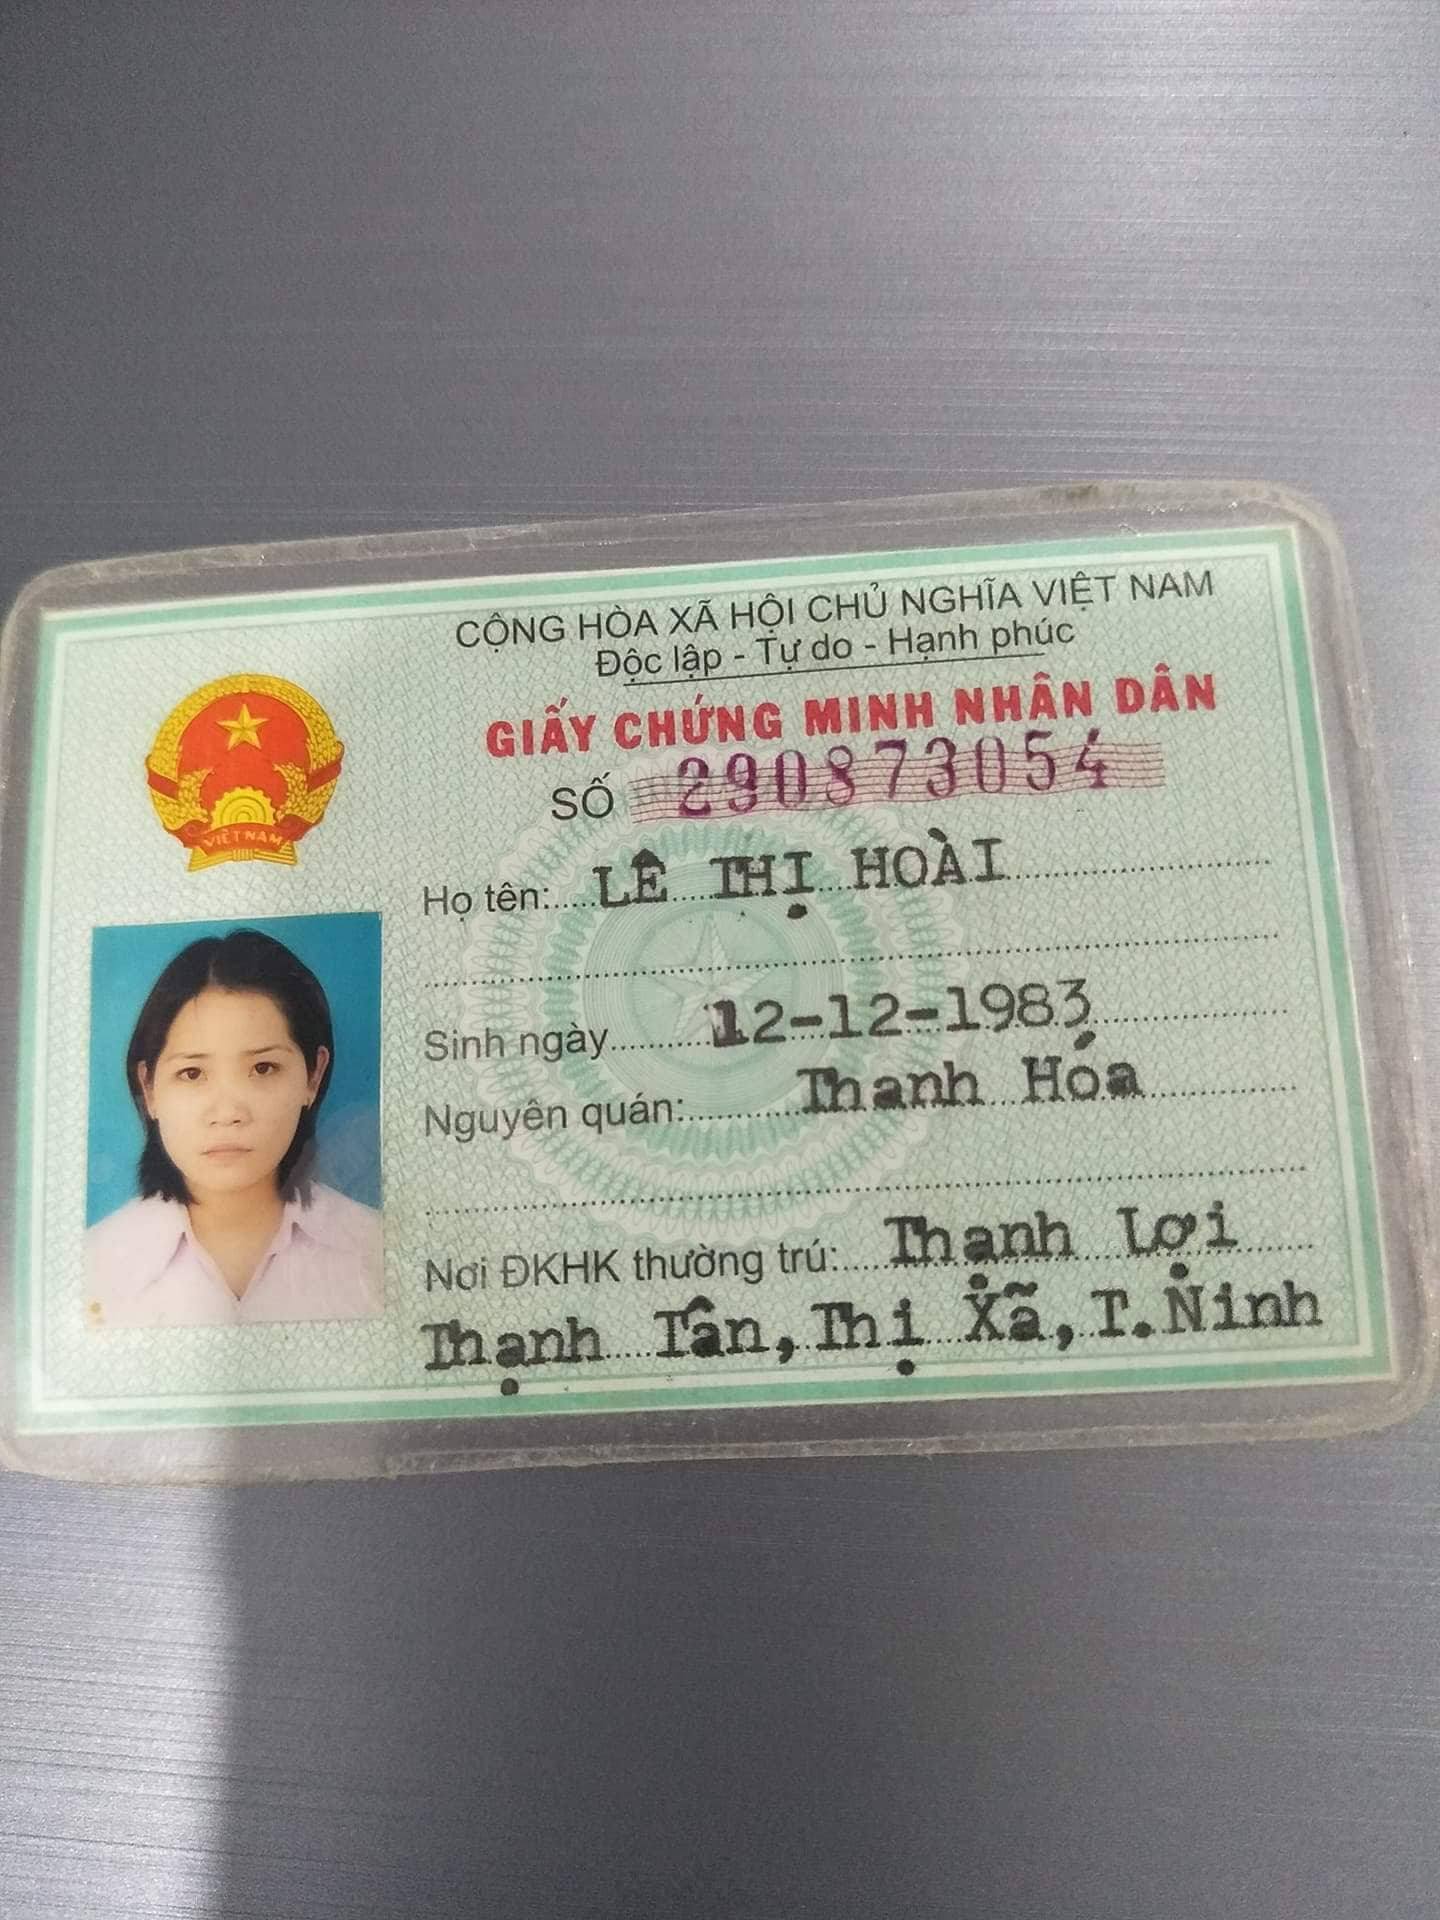 CỘNG HÒA XÃ HỘI CHỦ NGHĨA VIỆT NAM
Độc lập - Tự do - Hạnh phúc
GIẤY CHỨNG MINH NHÂN DÂN
SỐ 290873054
VIỆT NAM
Họ tên: LÊ THỊ HOÀI
Sinh ngày 12-12-1983
Nguyên quán: Thanh Hóa
Nơi ĐKHK thường trú: Thạnh Lợi
Thạnh Tân, Thị Xã, T.Ninh